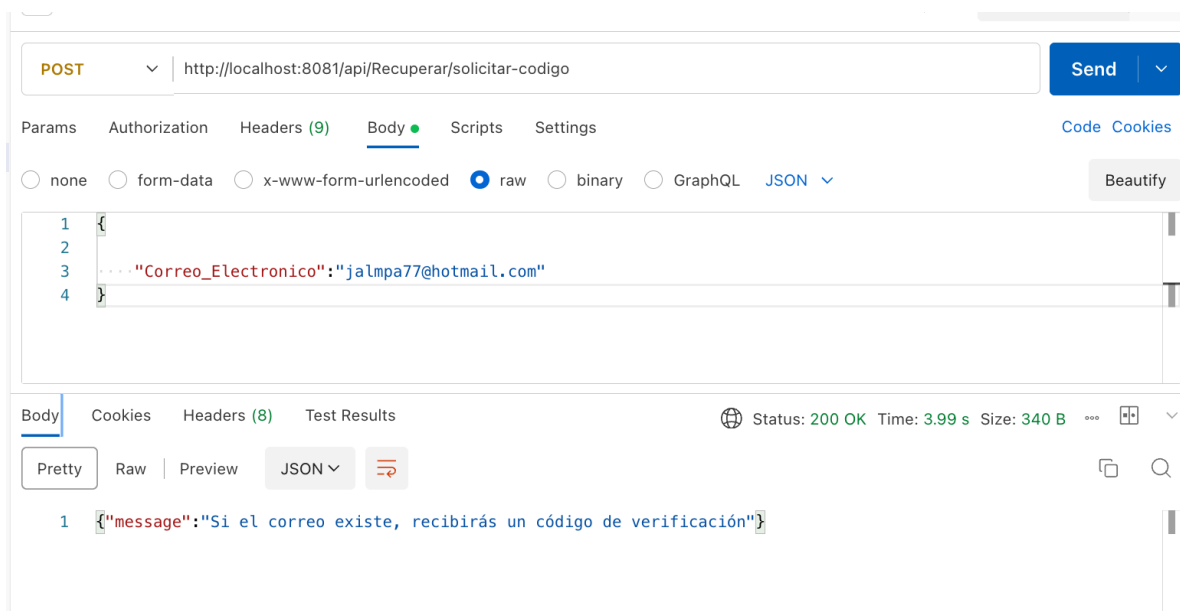 POST http://localhost:8081/api/Recuperar/solicitar-codigo Send
Params Authorization Headers (9) Body Scripts Settings Code Cookies
none form-data x-www-form-urlencoded raw binary GraphQL JSON Beautify
1 {
2
3 ····"Correo_Electronico":"jalmpa77@hotmail.com"
4 }
Body Cookies Headers (8) Test Results Status: 200 OK Time: 3.99 s Size: 340 B
Pretty Raw Preview JSON
1 {"message":"Si el correo existe, recibirás un código de verificación"}